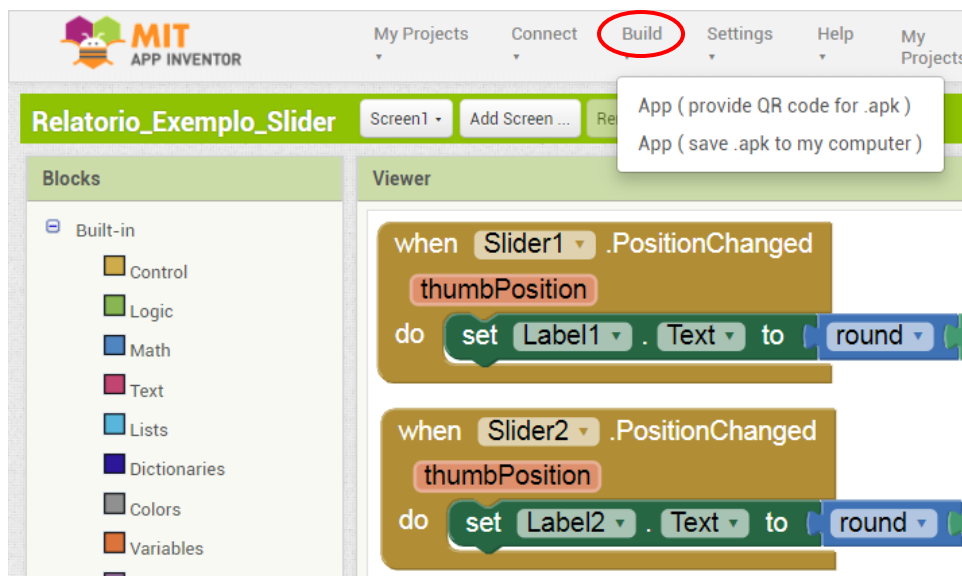 MIT
APP INVENTOR
My Projects
Connect
Build
Settings
Help
My
Projects
App ( provide QR code for .apk )
App ( save .apk to my computer )
Relatorio_Exemplo_Slider
Screen1
Add Screen ...
Blocks
Viewer
Built-in
Control
Logic
Math
Text
Lists
Dictionaries
Colors
Variables
when Slider1 .PositionChanged
thumbPosition
do set Label1 . Text to round
when Slider2 .PositionChanged
thumbPosition
do set Label2 . Text to round